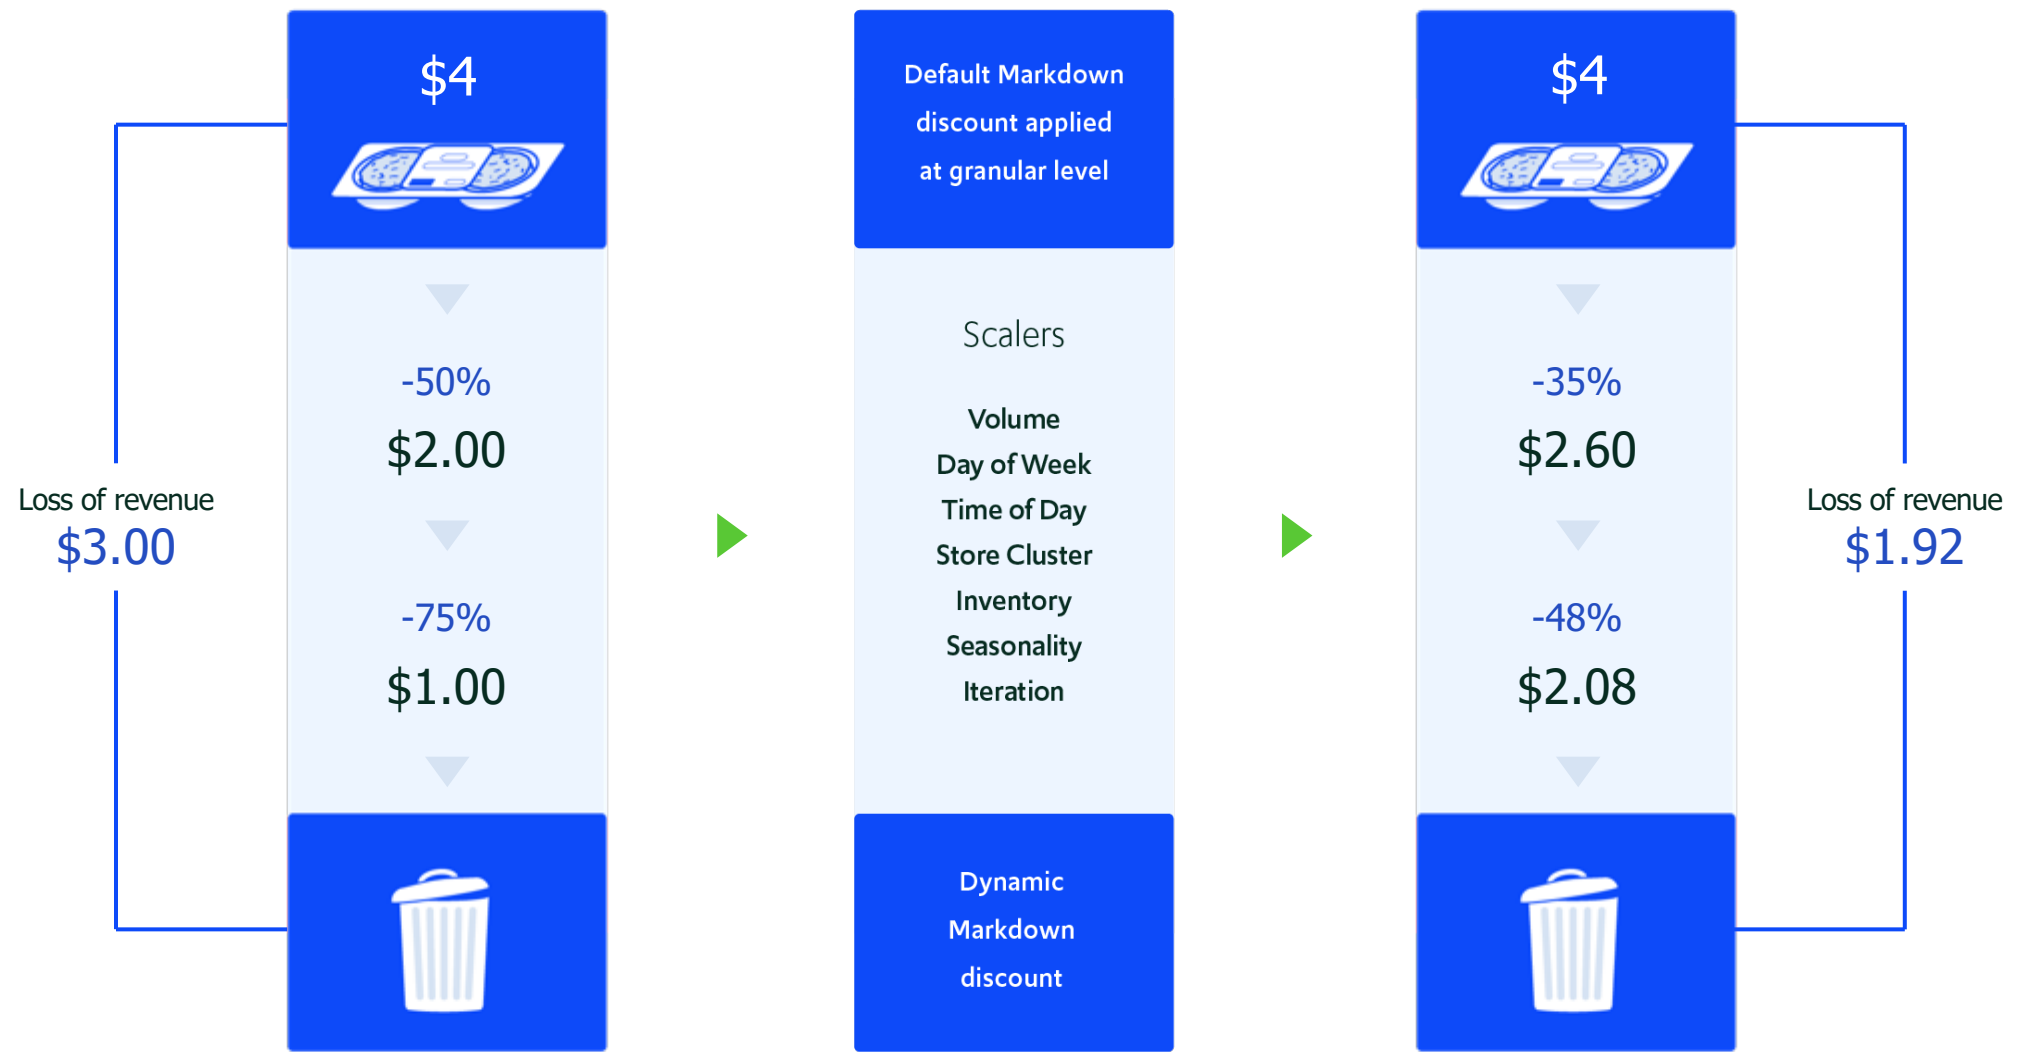 Loss of revenue
$3.00
$4
-50%
$2.00
-75%
$1.00
Default Markdown
discount applied
at granular level
Scalers
Volume
Day of Week
Time of Day
Store Cluster
Inventory
Seasonality
Iteration
Dynamic
Markdown
discount
$4
-35%
$2.60
-48%
$2.08
Loss of revenue
$1.92